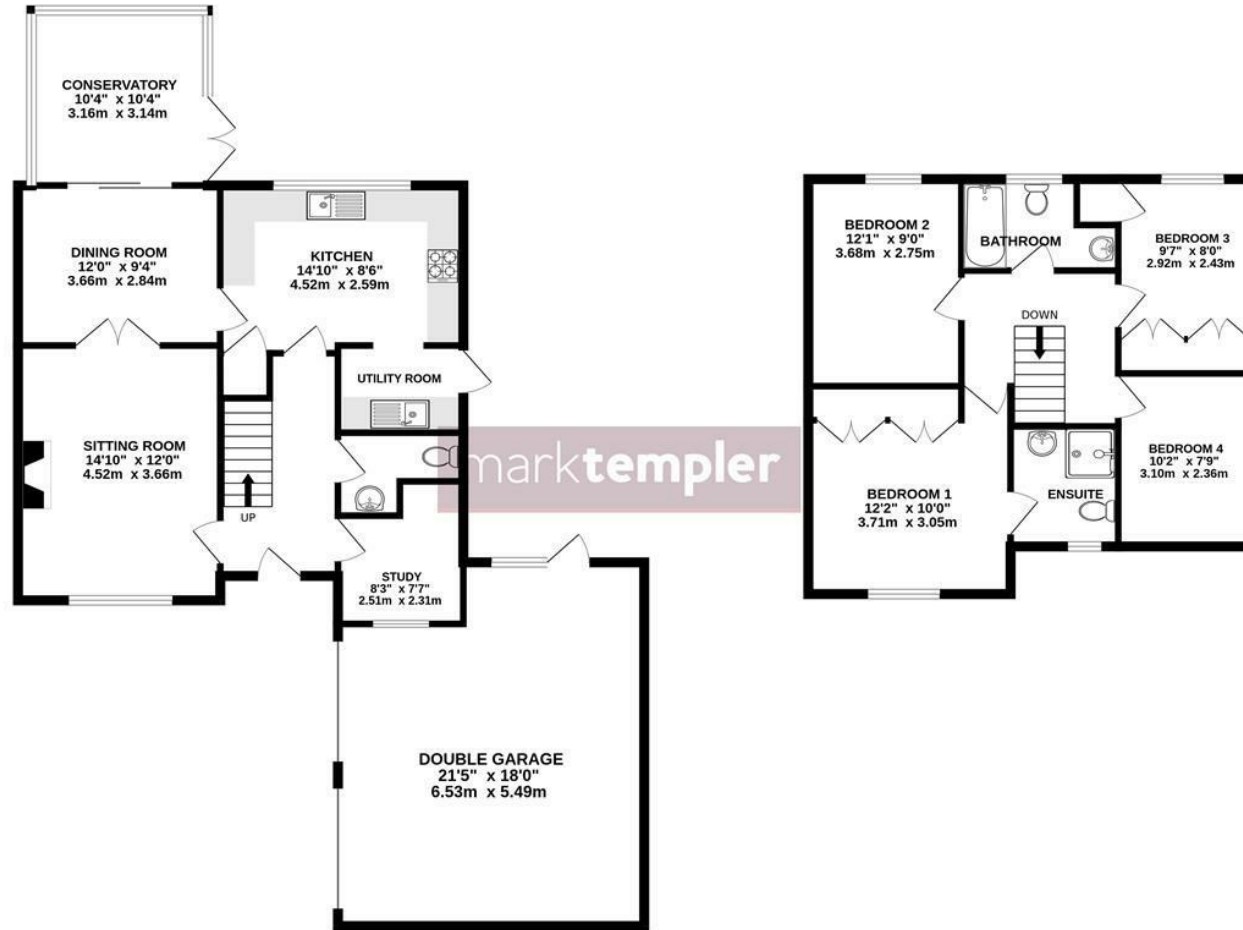 CONSERVATORY
10'4" x 10'4"
3.16m x 3.14m
DINING ROOM
12'0" x 9'4"
3.66m x 2.84m
KITCHEN
14'10" x 8'6"
4.52m x 2.59m
UTILITY ROOM
SITTING ROOM
14'10" x 12'0"
4.52m x 3.66m
UP
STUDY
8'3" x 7'7"
2.51m x 2.31m
DOUBLE GARAGE
21'5" x 18'0"
6.53m x 5.49m
marktempler
BEDROOM 2
12'1" x 9'0"
3.68m x 2.75m
BATHROOM
BEDROOM 3
9'7" x 8'0"
2.92m x 2.43m
DOWN
BEDROOM 1
12'2" x 10'0"
3.71m x 3.05m
ENSUITE
BEDROOM 4
10'2" x 7'9"
3.10m x 2.36m